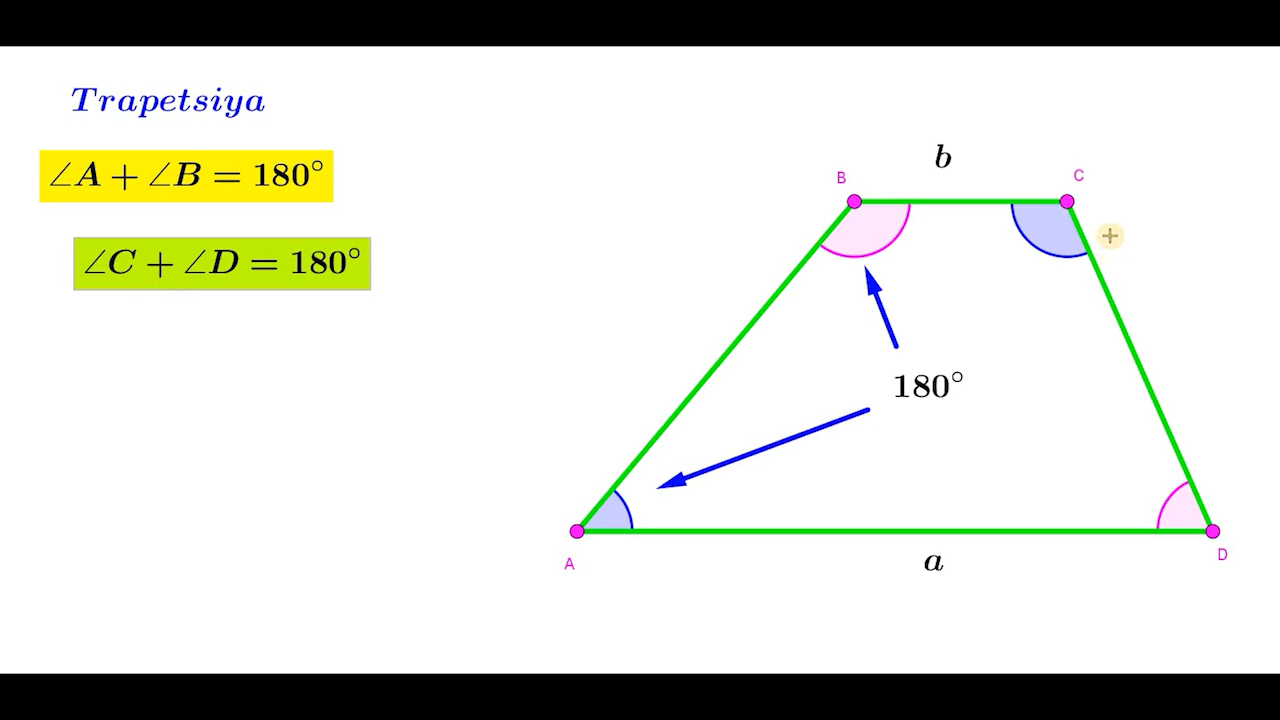 Trapetsiya
∠A + ∠B = 180°
∠C + ∠D = 180°
b
B
C
180°
A
a
D